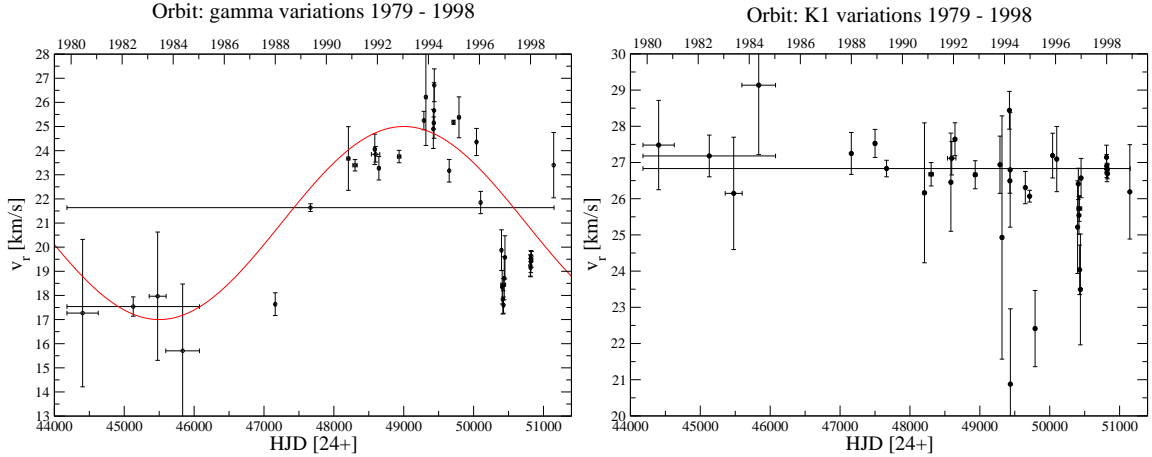 Orbit: gamma variations 1979 - 1998
1980 1982 1984 1986 1988 1990 1992 1994 1996 1998
28
27
26
25
24
23
22
21
20
19
18
17
16
15
14
13
v_r [km/s]
44000 45000 46000 47000 48000 49000 50000 51000
HJD [24+]
Orbit: K1 variations 1979 - 1998
1980 1982 1984 1986 1988 1990 1992 1994 1996 1998
30
29
28
27
26
25
24
23
22
21
20
v_r [km/s]
44000 45000 46000 47000 48000 49000 50000 51000
HJD [24+]